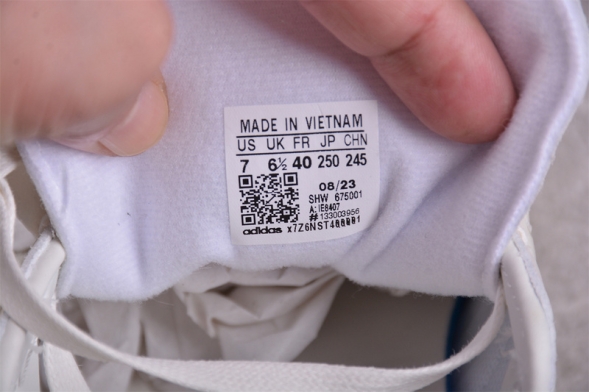 MADE IN VIETNAM
US UK FR JP CHN
7 6½ 40 250 245
08/23
SHW 675001
A: IE8407
# 133003956
adidas x7Z6NST4